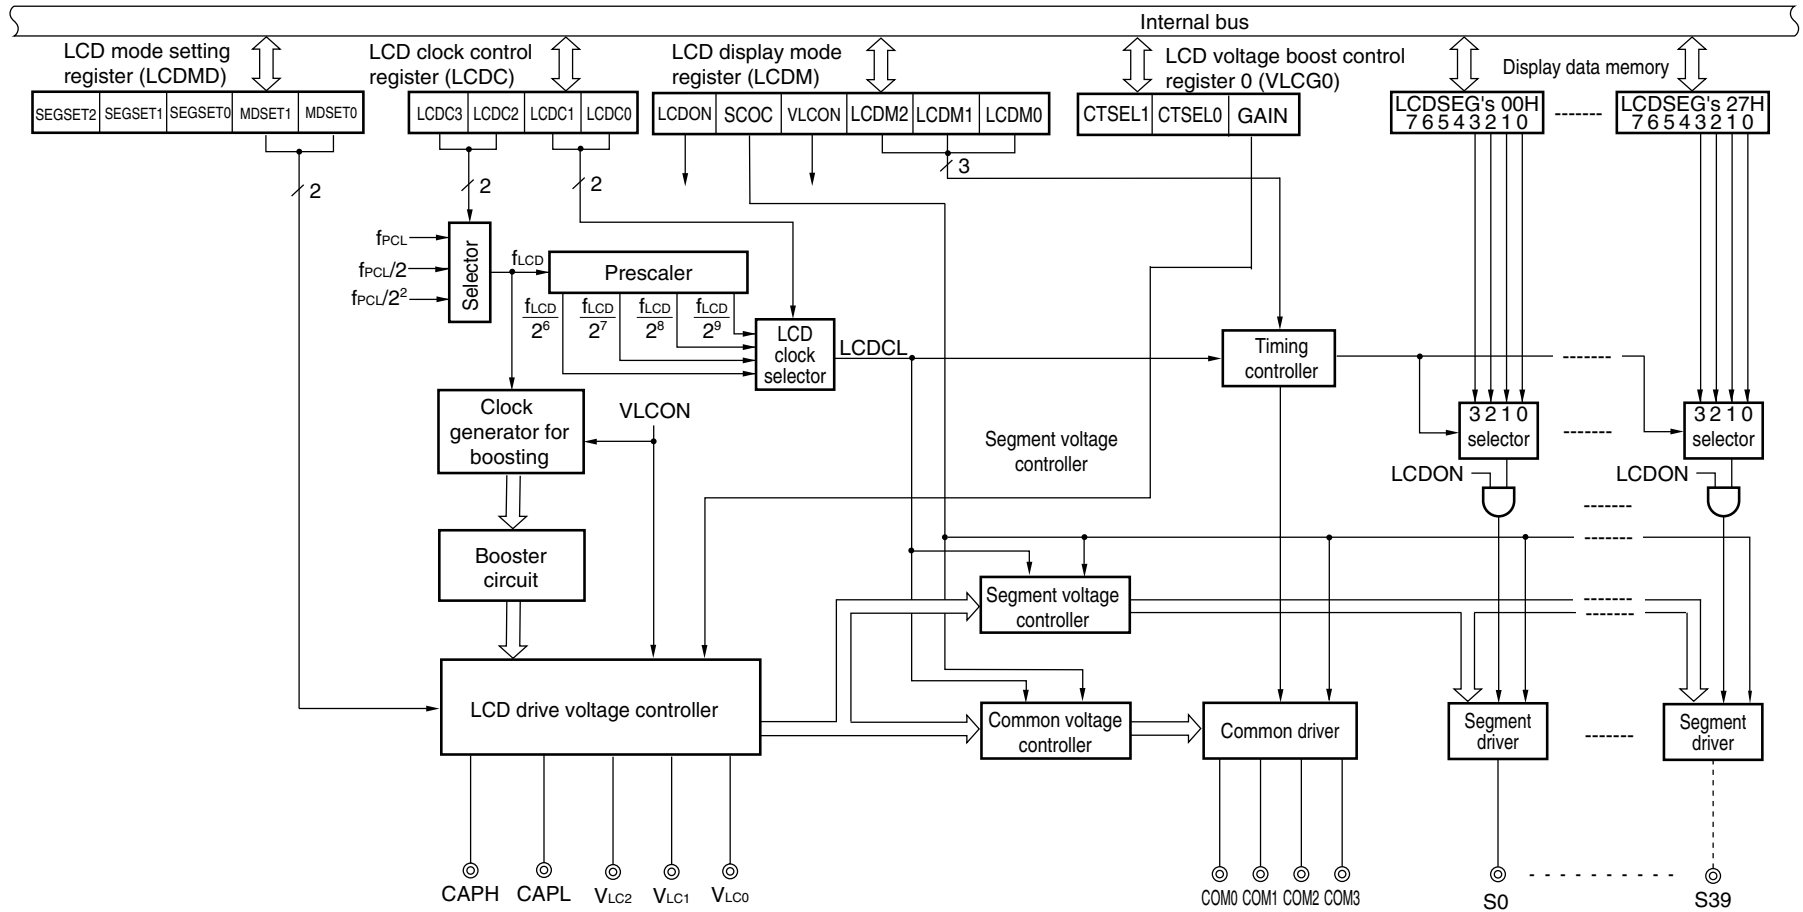 Internal bus
LCD mode setting
register (LCDMD)
LCD clock control
register (LCDC)
LCD display mode
register (LCDM)
LCD voltage boost control
register 0 (VLCG0)
Display data memory
SEGSET2 SEGSET1 SEGSET0 MDSET1 MDSET0
LCDC3 LCDC2 LCDC1 LCDC0
LCDON SCOC VLCON LCDM2 LCDM1 LCDM0
CTSEL1 CTSEL0 GAIN
LCDSEG's 00H
7 6 5 4 3 2 1 0
LCDSEG's 27H
7 6 5 4 3 2 1 0
2
2
2
3
fPCL
fPCL/2
fPCL/2²
Selector
fLCD
Prescaler
fLCD/2⁶
fLCD/2⁷
fLCD/2⁸
fLCD/2⁹
LCD
clock
selector
LCDCL
Timing
controller
3 2 1 0
selector
3 2 1 0
selector
Clock
generator for
boosting
VLCON
Segment voltage
controller
LCDON
LCDON
Booster
circuit
Segment voltage
controller
LCD drive voltage controller
Common voltage
controller
Common driver
Segment
driver
Segment
driver
CAPH
CAPL
VLC2
VLC1
VLC0
COM0
COM1
COM2
COM3
S0
S39